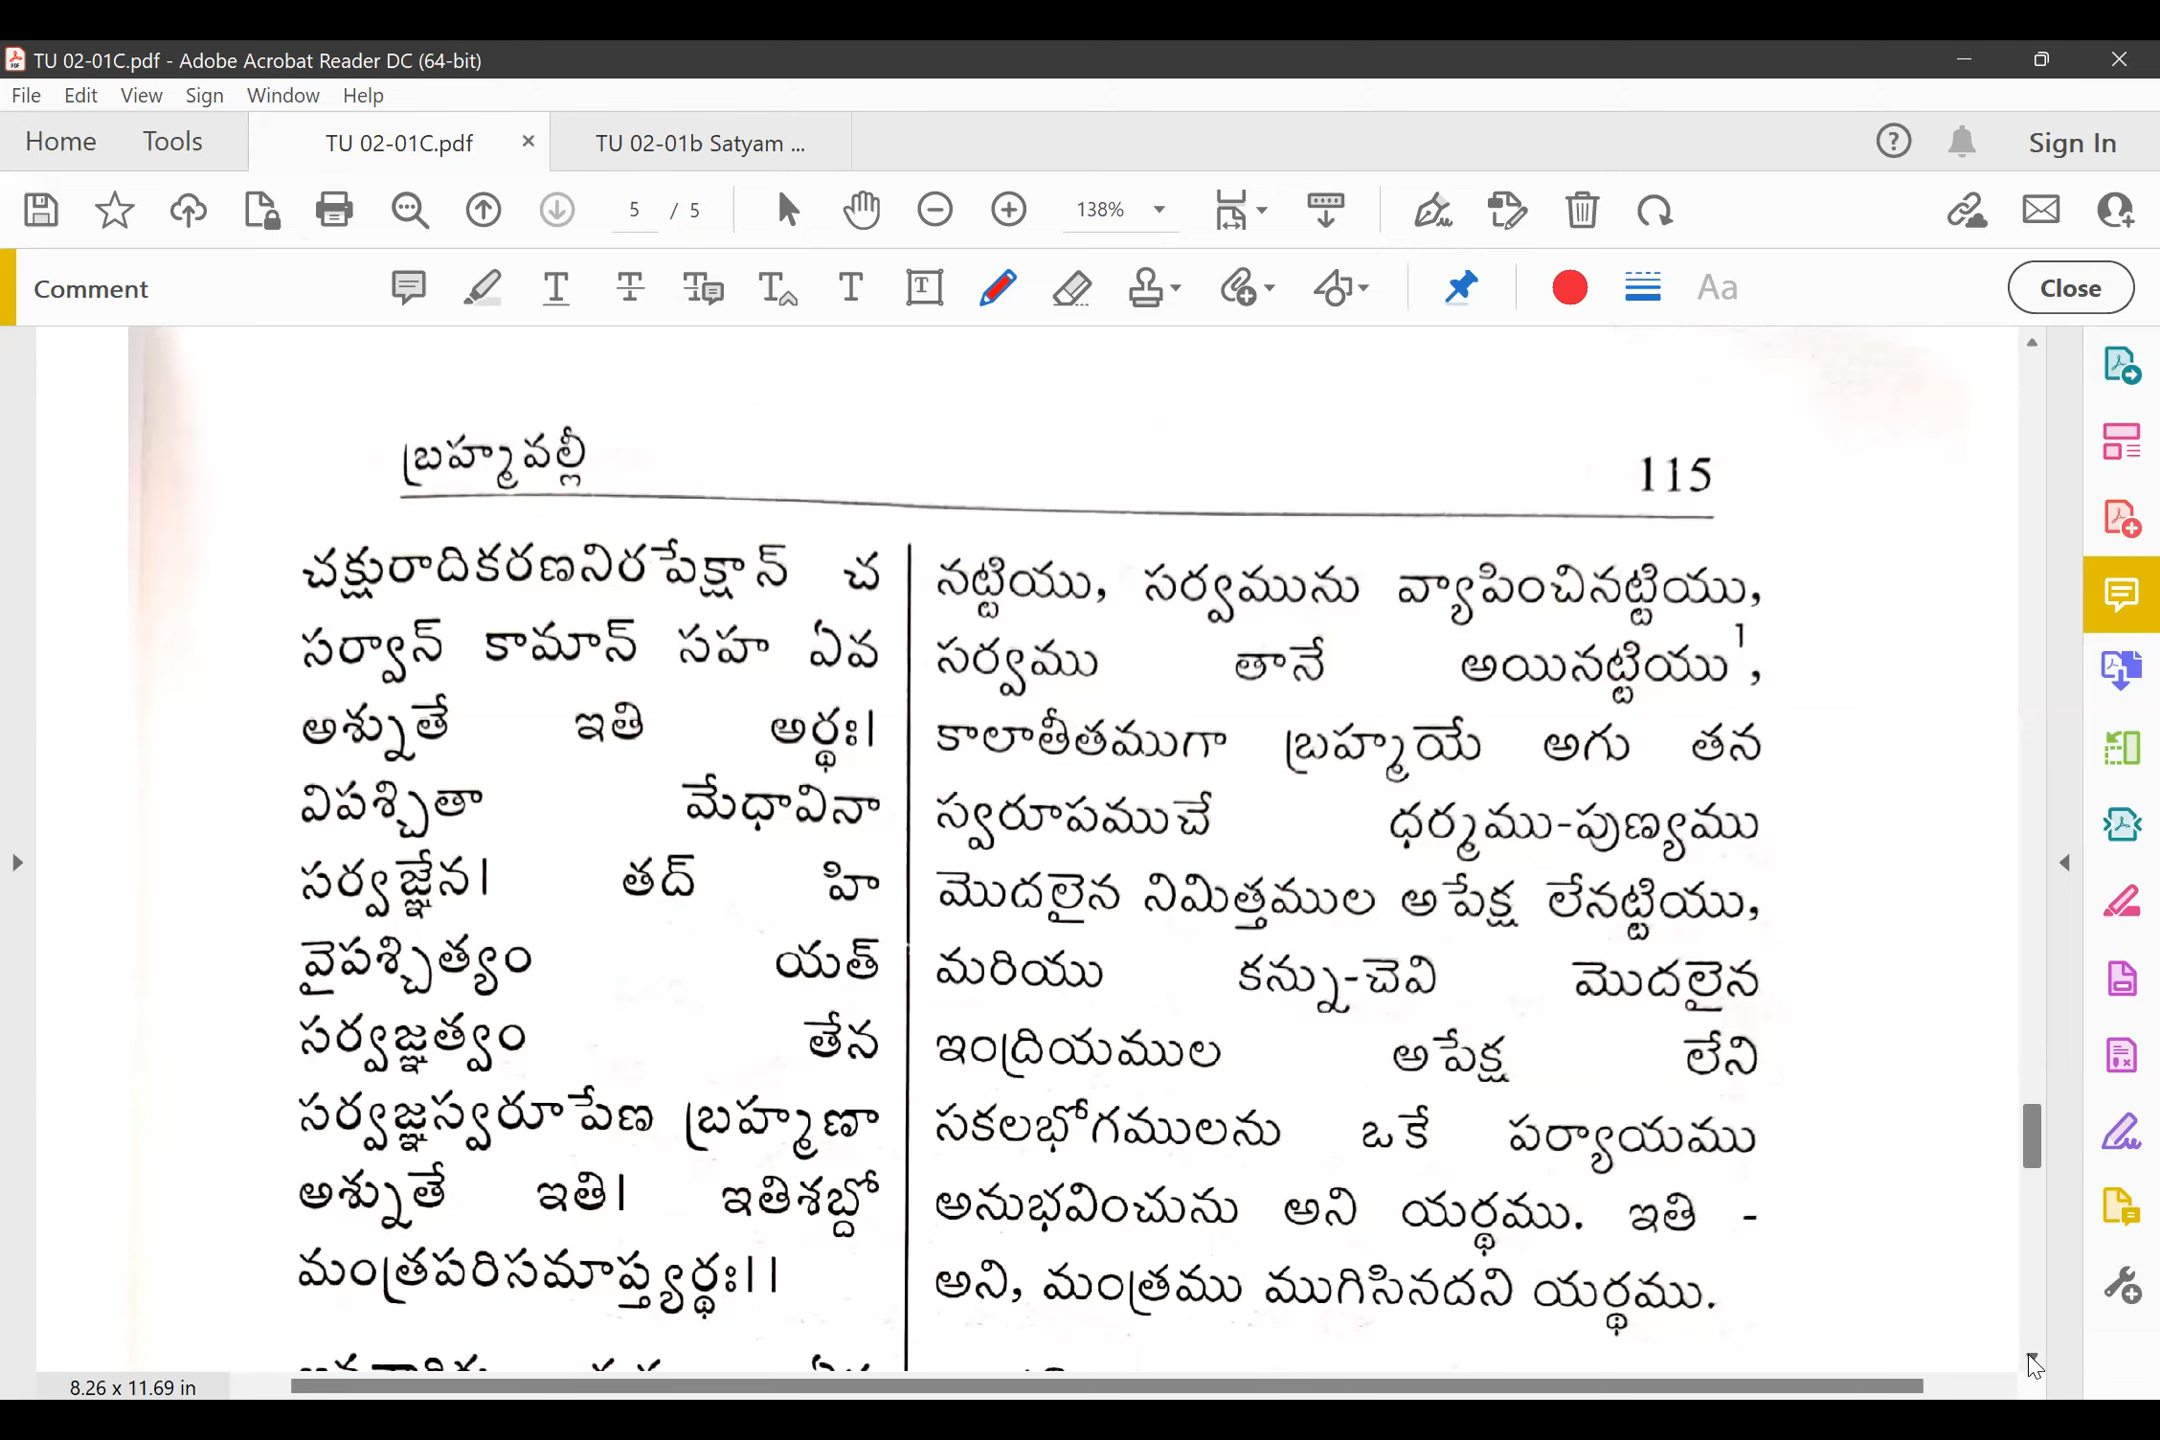 TU 02-01C.pdf - Adobe Acrobat Reader DC (64-bit)
File Edit View Sign Window Help
Home Tools TU 02-01C.pdf TU 02-01b Satyam ... Sign In
5 / 5 138%
Comment Close
బ్రహ్మవల్లీ 115
చక్షురాదికరణనిరపేక్షాన్ చ
సర్వాన్ కామాన్ సహ ఏవ
అశ్నుతే ఇతి అర్థః।
విపశ్చితా మేధావినా
సర్వజ్ఞేన। తద్ హి
వైపశ్చిత్యం యత్
సర్వజ్ఞత్వం తేన
సర్వజ్ఞస్వరూపేణ బ్రహ్మణా
అశ్నుతే ఇతి। ఇతిశబ్దో
మంత్రపరిసమాప్త్యర్థః।।
నట్టియు, సర్వమును వ్యాపించినట్టియు,
సర్వము తానే అయినట్టియు1,
కాలాతీతముగా బ్రహ్మయే అగు తన
స్వరూపముచే ధర్మము-పుణ్యము
మొదలైన నిమిత్తముల అపేక్ష లేనట్టియు,
మరియు కన్ను-చెవి మొదలైన
ఇంద్రియముల అపేక్ష లేని
సకలభోగములను ఒకే పర్యాయము
అనుభవించును అని యర్థము. ఇతి -
అని, మంత్రము ముగిసినదని యర్థము.
8.26 x 11.69 in